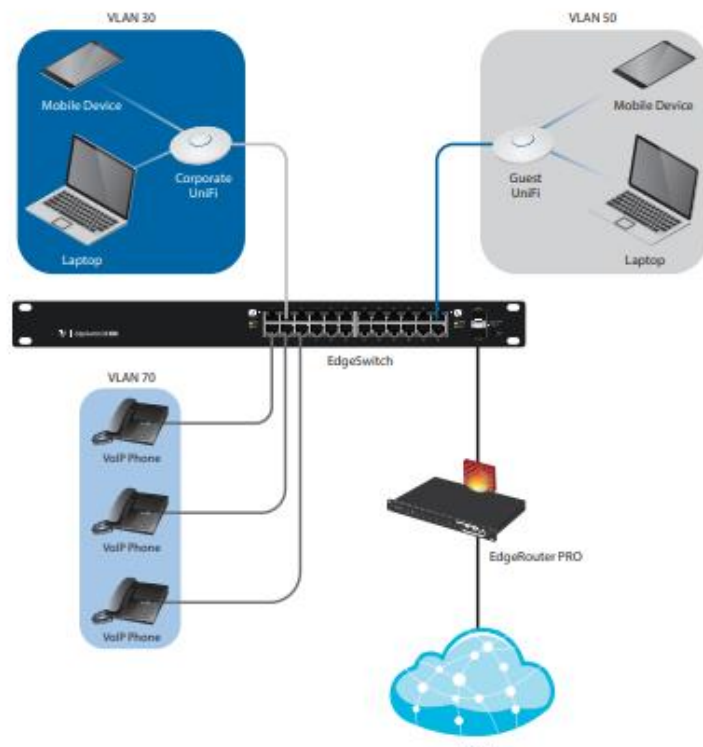 VLAN 30
VLAN 50
Mobile Device
Mobile Device
Corporate
UniFi
Guest
UniFi
Laptop
Laptop
EdgeSwitch
VLAN 70
VoIP Phone
VoIP Phone
VoIP Phone
EdgeRouter PRO